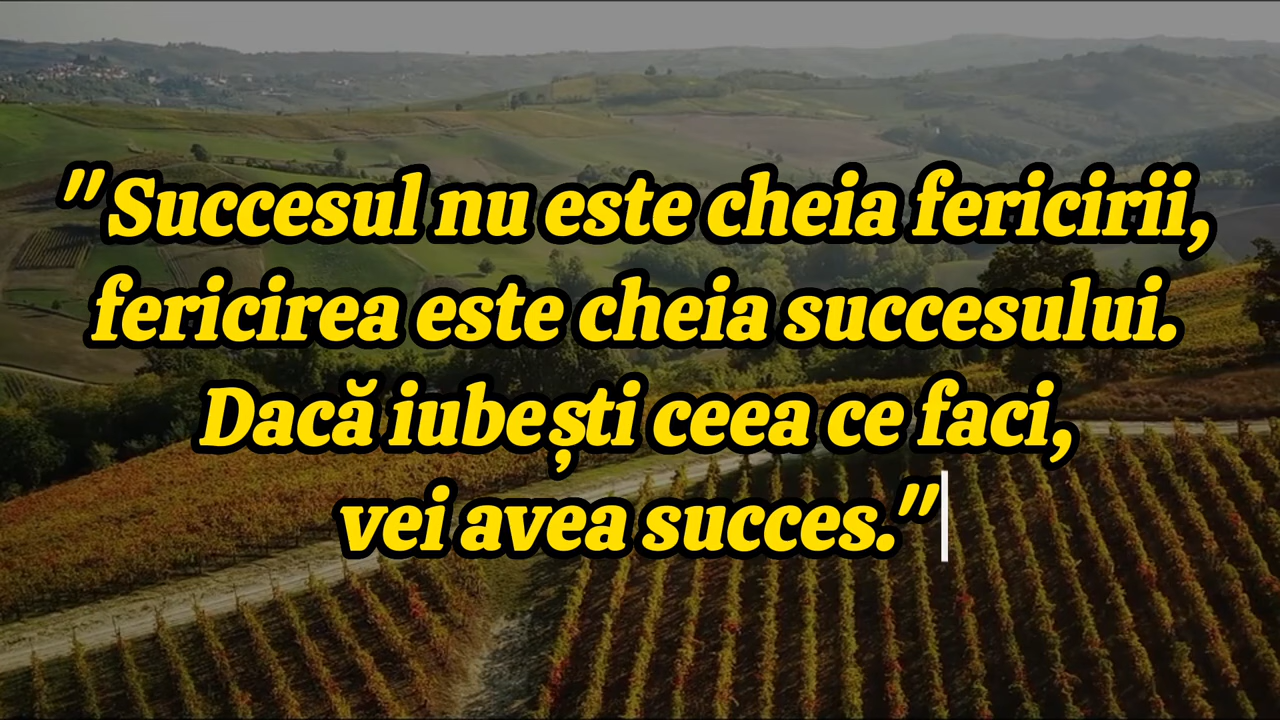 "Succesul nu este cheia fericirii,
fericirea este cheia succesului.
Dacă iubești ceea ce faci,
vei avea succes."